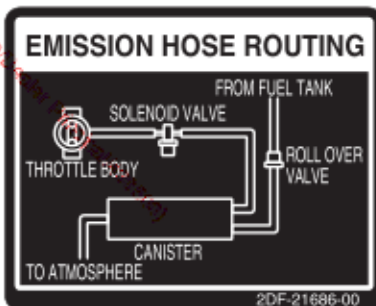 EMISSION HOSE ROUTING
FROM FUEL TANK
SOLENOID VALVE
THROTTLE BODY
ROLL OVER
VALVE
CANISTER
TO ATMOSPHERE
2DF-21686-00